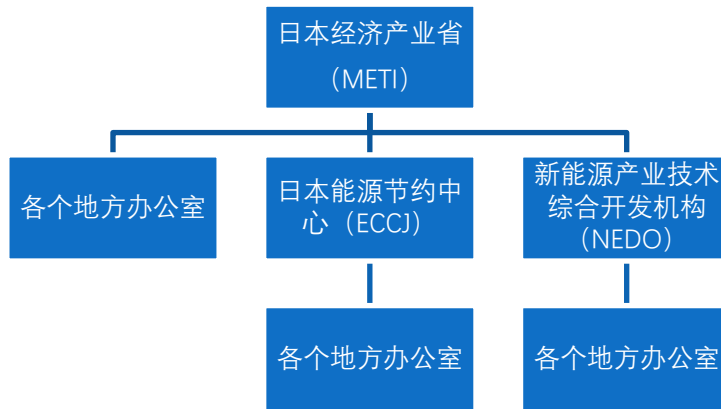 日本经济产业省
（METI）
各个地方办公室
日本能源节约中
心（ECCJ）
新能源产业技术
综合开发机构
（NEDO）
各个地方办公室
各个地方办公室